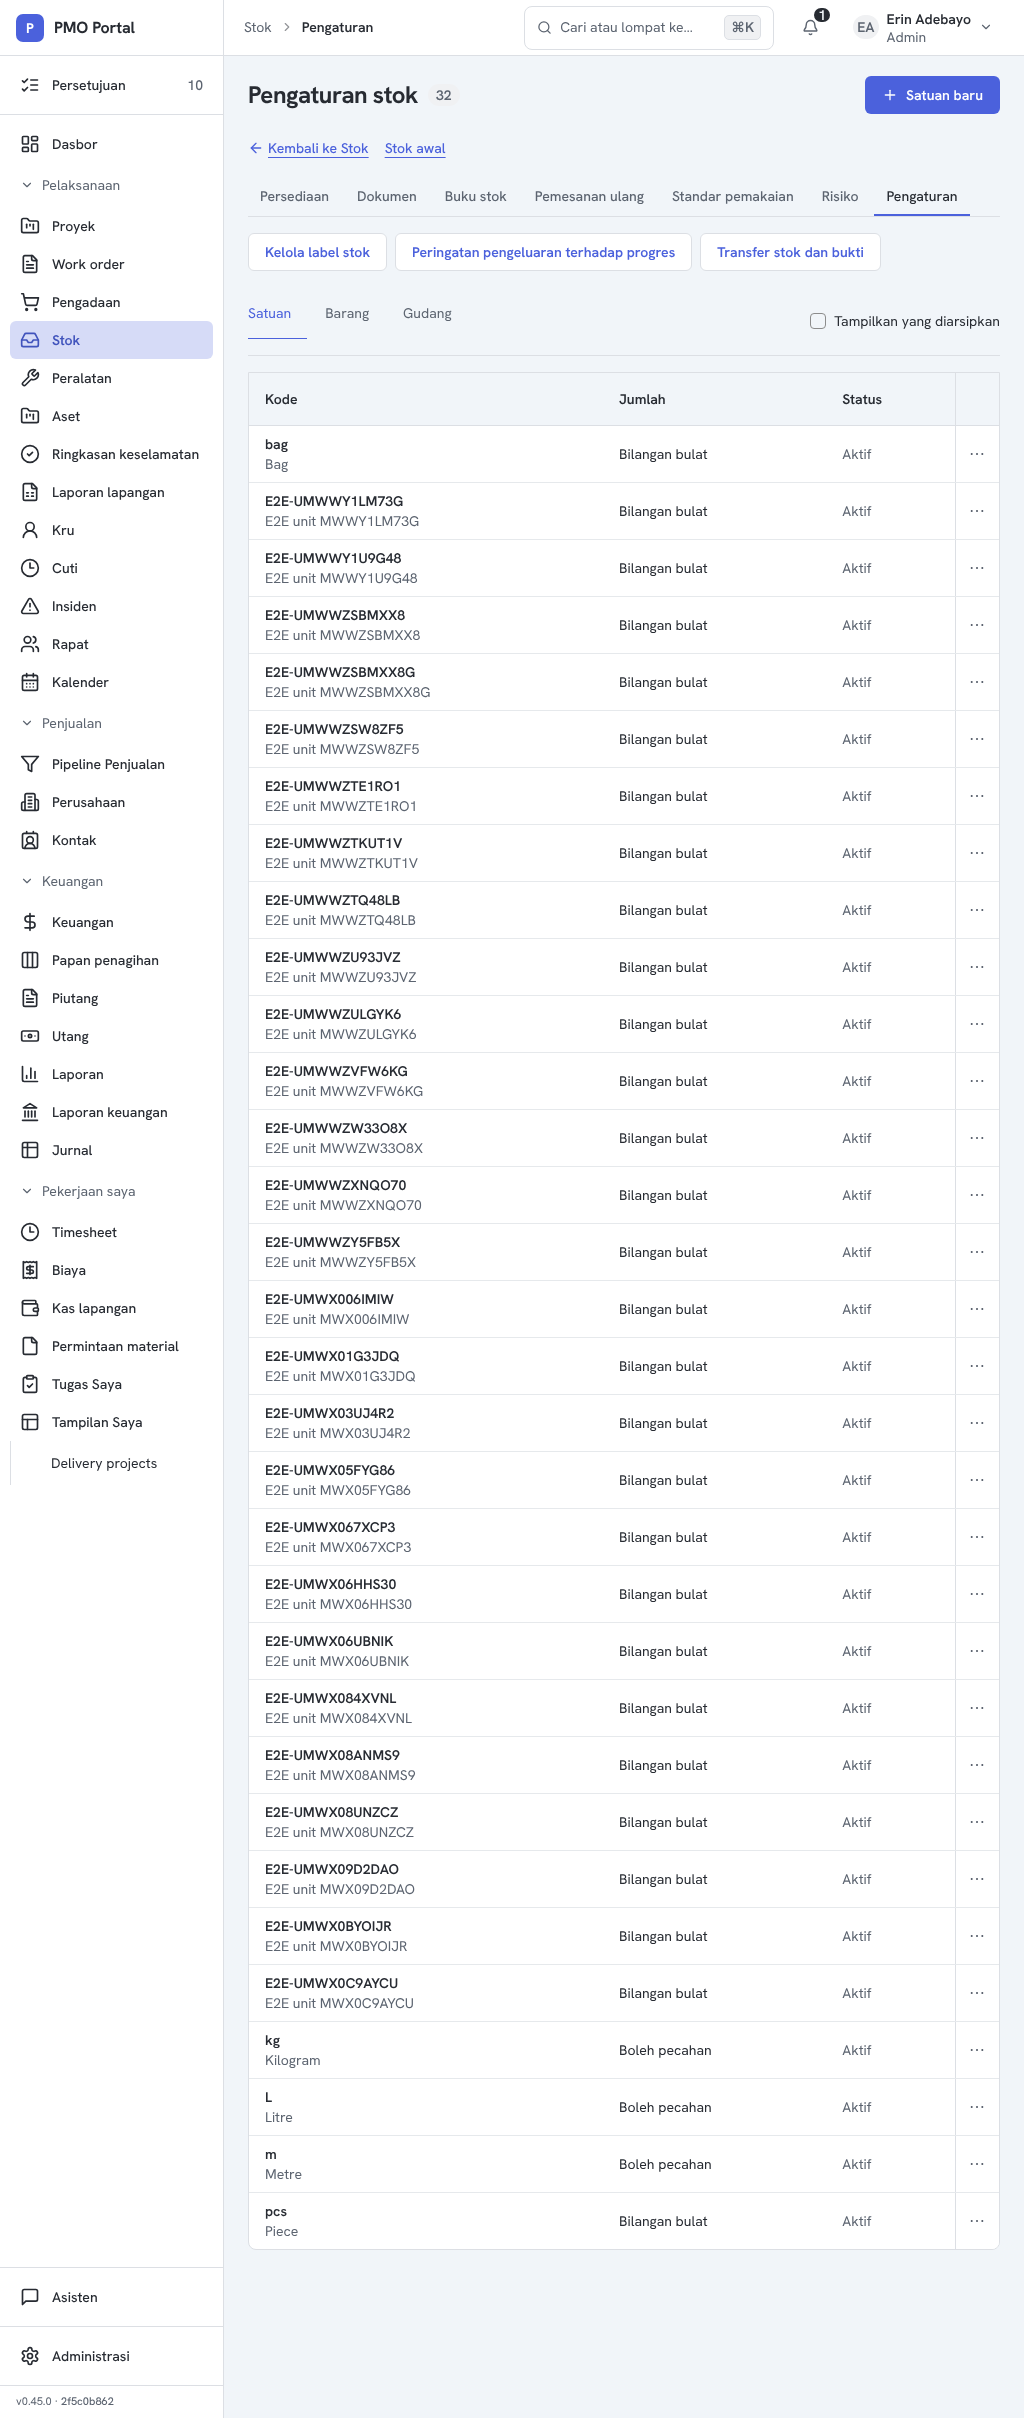 P PMO Portal
Persetujuan 10
Dasbor
Pelaksanaan
Proyek
Work order
Pengadaan
Stok
Peralatan
Aset
Ringkasan keselamatan
Laporan lapangan
Kru
Cuti
Insiden
Rapat
Kalender
Penjualan
Pipeline Penjualan
Perusahaan
Kontak
Keuangan
Keuangan
Papan penagihan
Piutang
Utang
Laporan
Laporan keuangan
Jurnal
Pekerjaan saya
Timesheet
Biaya
Kas lapangan
Permintaan material
Tugas Saya
Tampilan Saya
Delivery projects
Asisten
Administrasi
v0.45.0 · 2f5c0b862
Stok > Pengaturan
Cari atau lompat ke... ⌘K
1
EA Erin Adebayo
Admin
Pengaturan stok 32
+ Satuan baru
← Kembali ke Stok Stok awal
Persediaan Dokumen Buku stok Pemesanan ulang Standar pemakaian Risiko Pengaturan
Kelola label stok Peringatan pengeluaran terhadap progres Transfer stok dan bukti
Satuan Barang Gudang Tampilkan yang diarsipkan
Kode Jumlah Status
bag
Bag Bilangan bulat Aktif ...
E2E-UMWWY1LM73G
E2E unit MWWY1LM73G Bilangan bulat Aktif ...
E2E-UMWWY1U9G48
E2E unit MWWY1U9G48 Bilangan bulat Aktif ...
E2E-UMWWZSBMXX8
E2E unit MWWZSBMXX8 Bilangan bulat Aktif ...
E2E-UMWWZSBMXX8G
E2E unit MWWZSBMXX8G Bilangan bulat Aktif ...
E2E-UMWWZSW8ZF5
E2E unit MWWZSW8ZF5 Bilangan bulat Aktif ...
E2E-UMWWZTE1RO1
E2E unit MWWZTE1RO1 Bilangan bulat Aktif ...
E2E-UMWWZTKUT1V
E2E unit MWWZTKUT1V Bilangan bulat Aktif ...
E2E-UMWWZTQ48LB
E2E unit MWWZTQ48LB Bilangan bulat Aktif ...
E2E-UMWWZU93JVZ
E2E unit MWWZU93JVZ Bilangan bulat Aktif ...
E2E-UMWWZULGYK6
E2E unit MWWZULGYK6 Bilangan bulat Aktif ...
E2E-UMWWZVFW6KG
E2E unit MWWZVFW6KG Bilangan bulat Aktif ...
E2E-UMWWZW33O8X
E2E unit MWWZW33O8X Bilangan bulat Aktif ...
E2E-UMWWZXNQO70
E2E unit MWWZXNQO70 Bilangan bulat Aktif ...
E2E-UMWWZY5FB5X
E2E unit MWWZY5FB5X Bilangan bulat Aktif ...
E2E-UMWX006IMIW
E2E unit MWX006IMIW Bilangan bulat Aktif ...
E2E-UMWX01G3JDQ
E2E unit MWX01G3JDQ Bilangan bulat Aktif ...
E2E-UMWX03UJ4R2
E2E unit MWX03UJ4R2 Bilangan bulat Aktif ...
E2E-UMWX05FYG86
E2E unit MWX05FYG86 Bilangan bulat Aktif ...
E2E-UMWX067XCP3
E2E unit MWX067XCP3 Bilangan bulat Aktif ...
E2E-UMWX06HHS30
E2E unit MWX06HHS30 Bilangan bulat Aktif ...
E2E-UMWX06UBNIK
E2E unit MWX06UBNIK Bilangan bulat Aktif ...
E2E-UMWX084XVNL
E2E unit MWX084XVNL Bilangan bulat Aktif ...
E2E-UMWX08ANMS9
E2E unit MWX08ANMS9 Bilangan bulat Aktif ...
E2E-UMWX08UNZCZ
E2E unit MWX08UNZCZ Bilangan bulat Aktif ...
E2E-UMWX09D2DAO
E2E unit MWX09D2DAO Bilangan bulat Aktif ...
E2E-UMWX0BYOIJR
E2E unit MWX0BYOIJR Bilangan bulat Aktif ...
E2E-UMWX0C9AYCU
E2E unit MWX0C9AYCU Bilangan bulat Aktif ...
kg
Kilogram Boleh pecahan Aktif ...
L
Litre Boleh pecahan Aktif ...
m
Metre Boleh pecahan Aktif ...
pcs
Piece Bilangan bulat Aktif ...